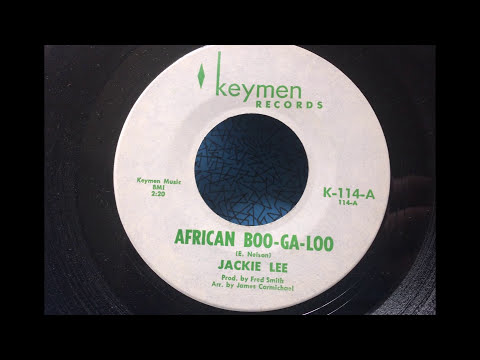 keymen
RECORDS
Keymen Music
BMI
2:20
K-114-A
114-A
AFRICAN BOO-GA-LOO
(E. Nelson)
JACKIE LEE
Prod. by Fred Smith
Arr. by James Carmichael